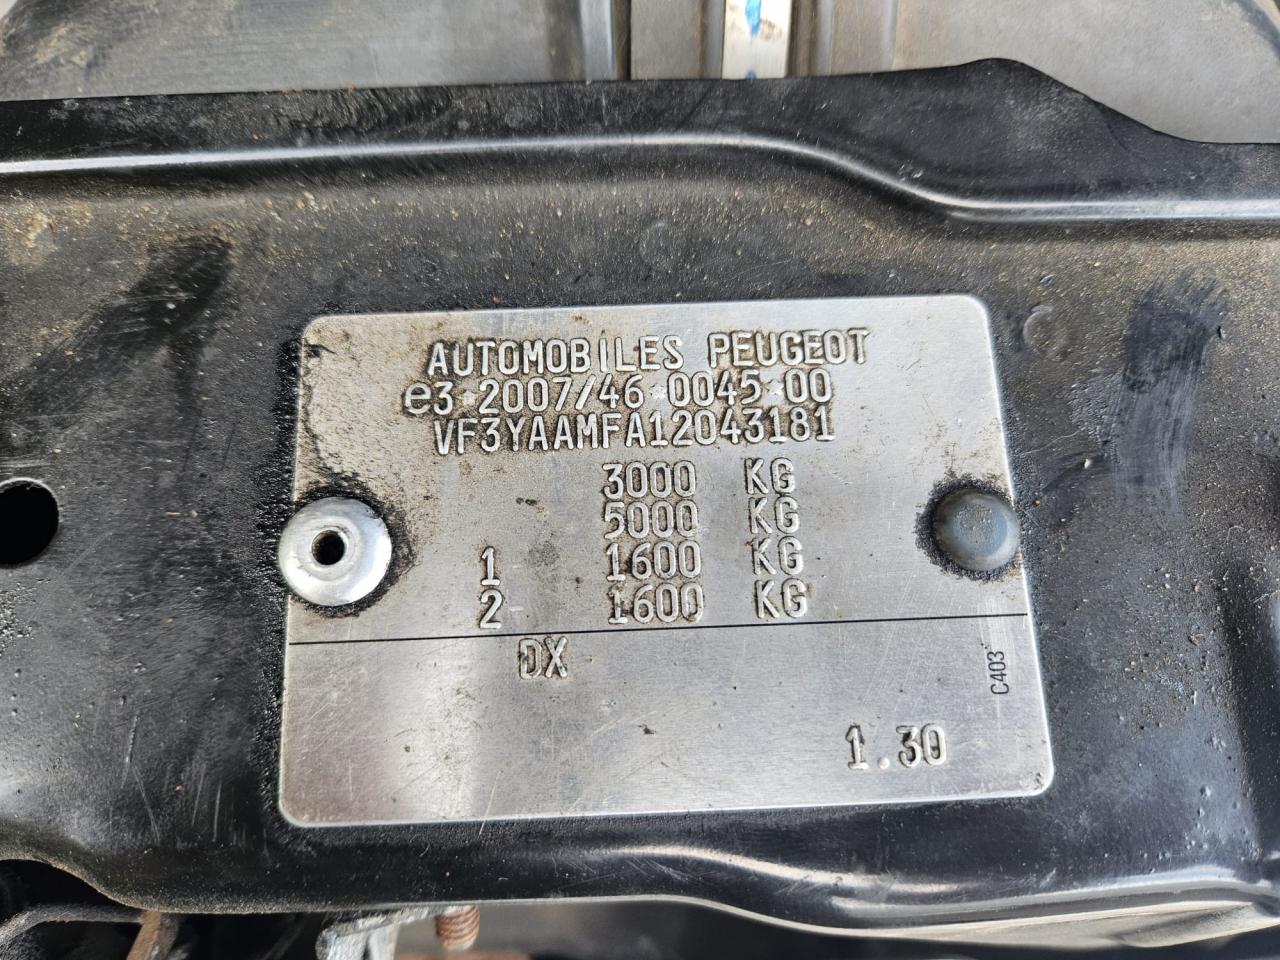 AUTOMOBILES PEUGEOT
e3*2007/46*0045*00
VF3YAAMFA12043181
3000 KG
5000 KG
1 1600 KG
2 1600 KG
DX
C403
1.30